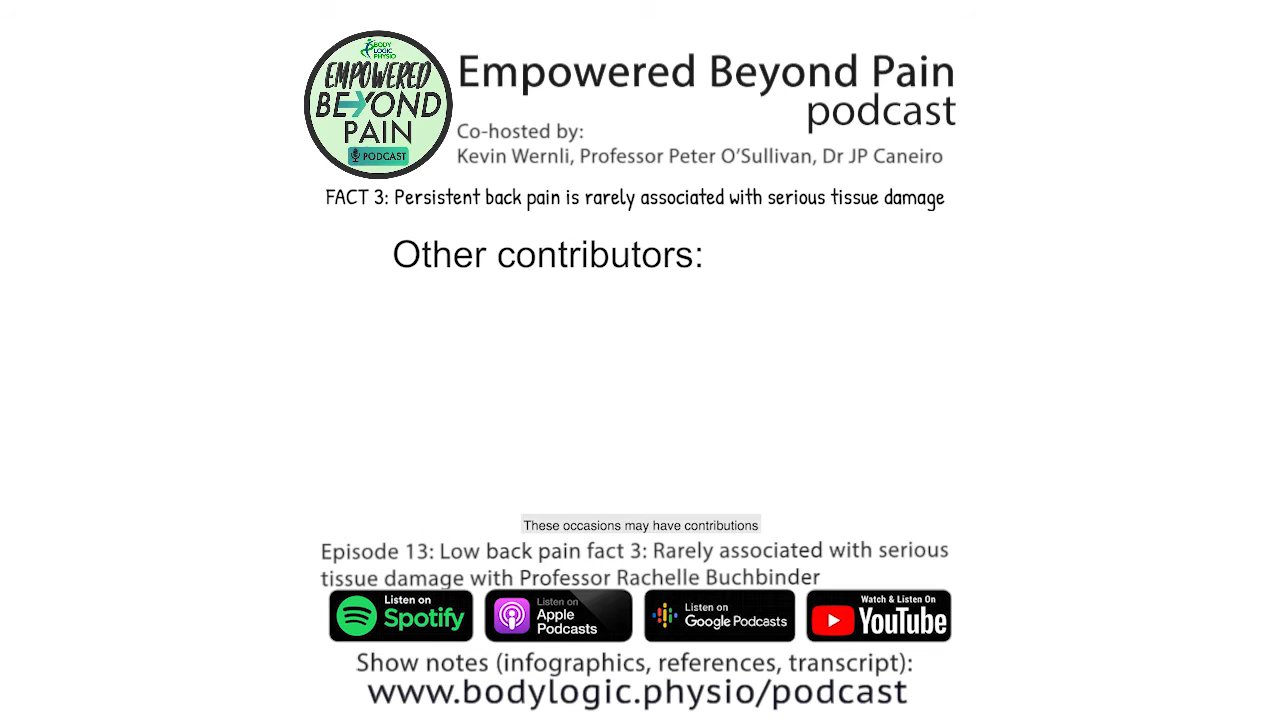 BODY
LOGIC
PHYSIO
EMPOWERED
BEYOND
PAIN
PODCAST
Empowered Beyond Pain
podcast
Co-hosted by:
Kevin Wernli, Professor Peter O'Sullivan, Dr JP Caneiro
FACT 3: Persistent back pain is rarely associated with serious tissue damage
Other contributors:
These occasions may have contributions
Episode 13: Low back pain fact 3: Rarely associated with serious
tissue damage with Professor Rachelle Buchbinder
Listen on
Spotify
Listen on
Apple
Podcasts
Listen on
Google Podcasts
Watch & Listen On
YouTube
Show notes (infographics, references, transcript):
www.bodylogic.physio/podcast